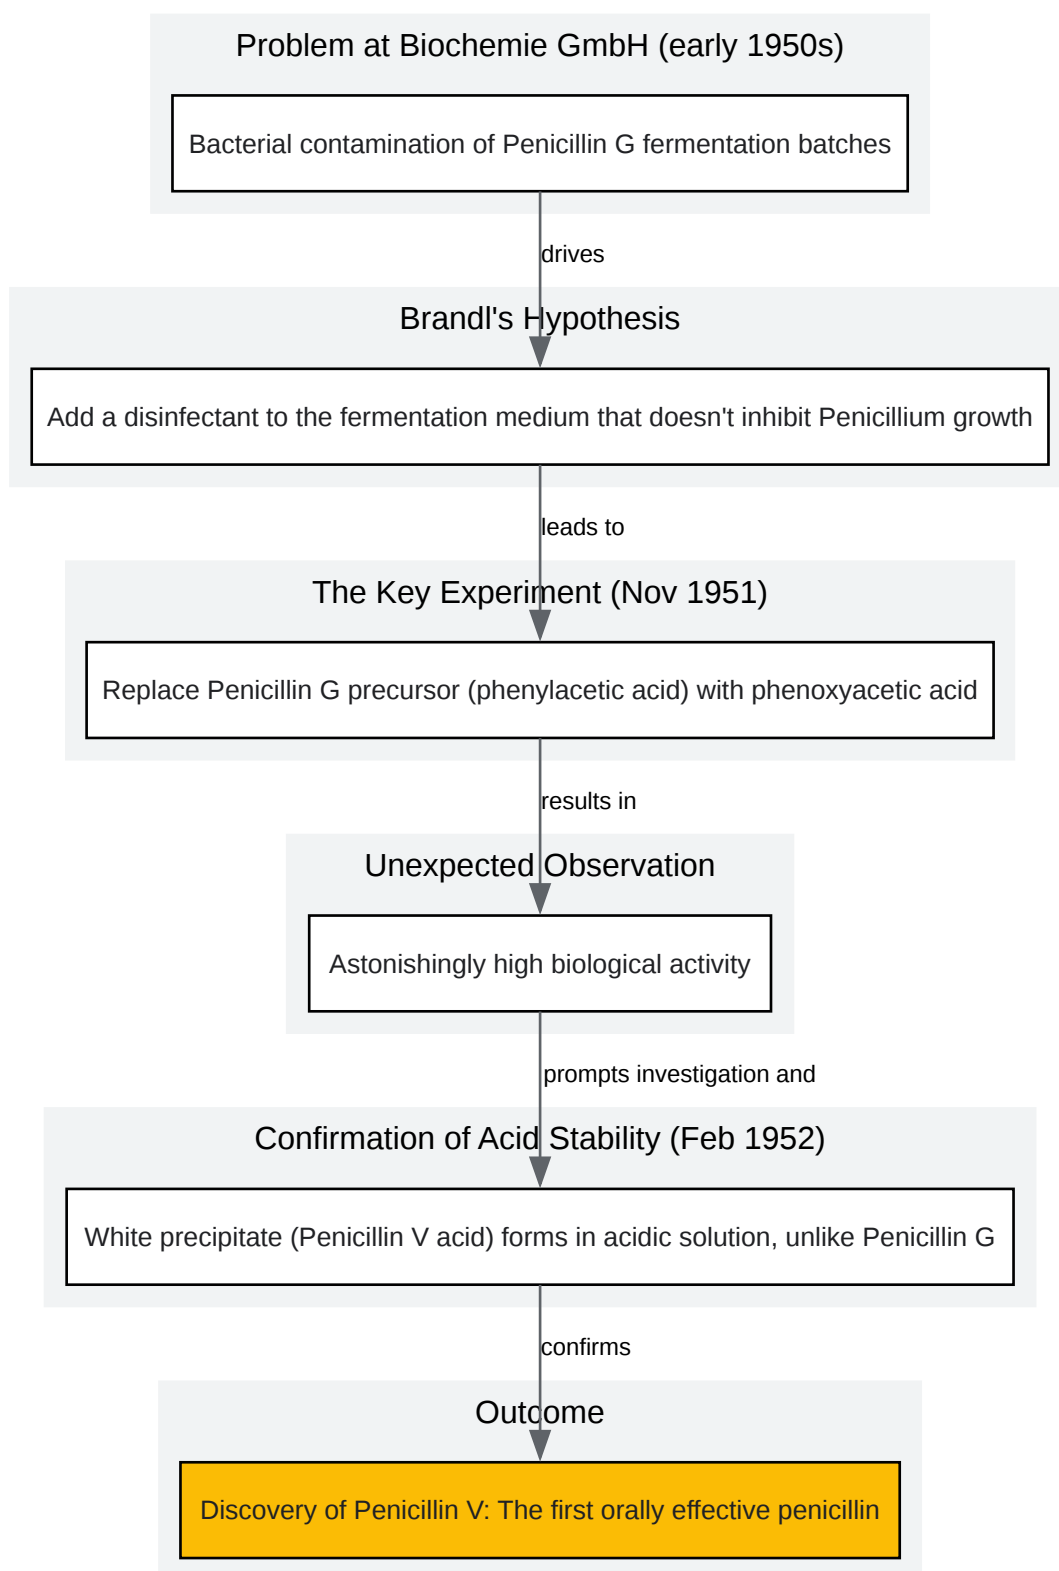 Problem at Biochemie GmbH (early 1950s)
Bacterial contamination of Penicillin G fermentation batches
drives
Brandl's Hypothesis
Add a disinfectant to the fermentation medium that doesn't inhibit Penicillium growth
leads to
The Key Experiment (Nov 1951)
Replace Penicillin G precursor (phenylacetic acid) with phenoxyacetic acid
results in
Unexpected Observation
Astonishingly high biological activity
prompts investigation and
Confirmation of Acid Stability (Feb 1952)
White precipitate (Penicillin V acid) forms in acidic solution, unlike Penicillin G
confirms
Outcome
Discovery of Penicillin V: The first orally effective penicillin